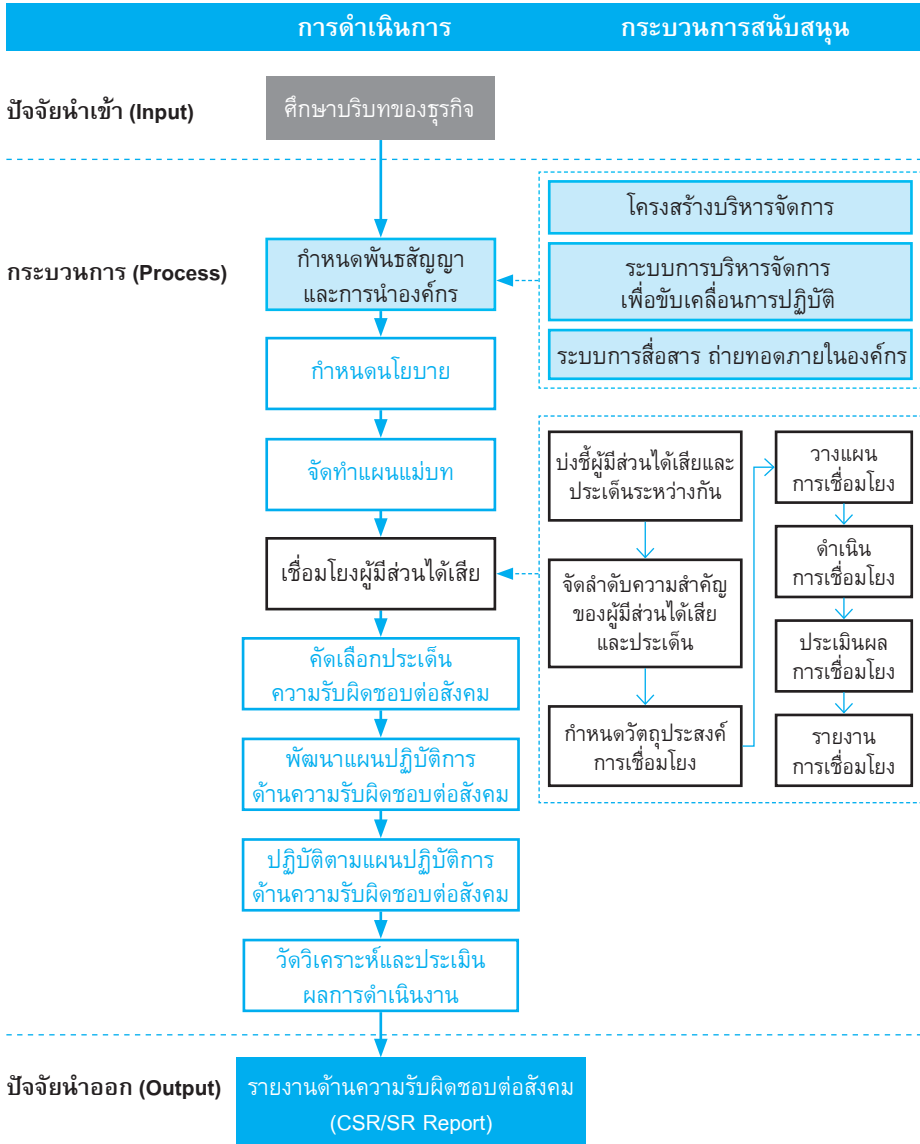 การดำเนินการ
กระบวนการสนับสนุน
ปัจจัยนำเข้า (Input)
ศึกษาบริบทของธุรกิจ
กระบวนการ (Process)
กำหนดพันธสัญญา
และการนำองค์กร
กำหนดนโยบาย
จัดทำแผนแม่บท
เชื่อมโยงผู้มีส่วนได้เสีย
คัดเลือกประเด็น
ความรับผิดชอบต่อสังคม
พัฒนาแผนปฏิบัติการ
ด้านความรับผิดชอบต่อสังคม
ปฏิบัติตามแผนปฏิบัติการ
ด้านความรับผิดชอบต่อสังคม
วัดวิเคราะห์และประเมิน
ผลการดำเนินงาน
โครงสร้างบริหารจัดการ
ระบบการบริหารจัดการ
เพื่อขับเคลื่อนการปฏิบัติ
ระบบการสื่อสาร ถ่ายทอดภายในองค์กร
บ่งชี้ผู้มีส่วนได้เสียและ
ประเด็นระหว่างกัน
จัดลำดับความสำคัญ
ของผู้มีส่วนได้เสีย
และประเด็น
กำหนดวัตถุประสงค์
การเชื่อมโยง
วางแผน
การเชื่อมโยง
ดำเนิน
การเชื่อมโยง
ประเมินผล
การเชื่อมโยง
รายงาน
การเชื่อมโยง
ปัจจัยนำออก (Output)
รายงานด้านความรับผิดชอบต่อสังคม
(CSR/SR Report)